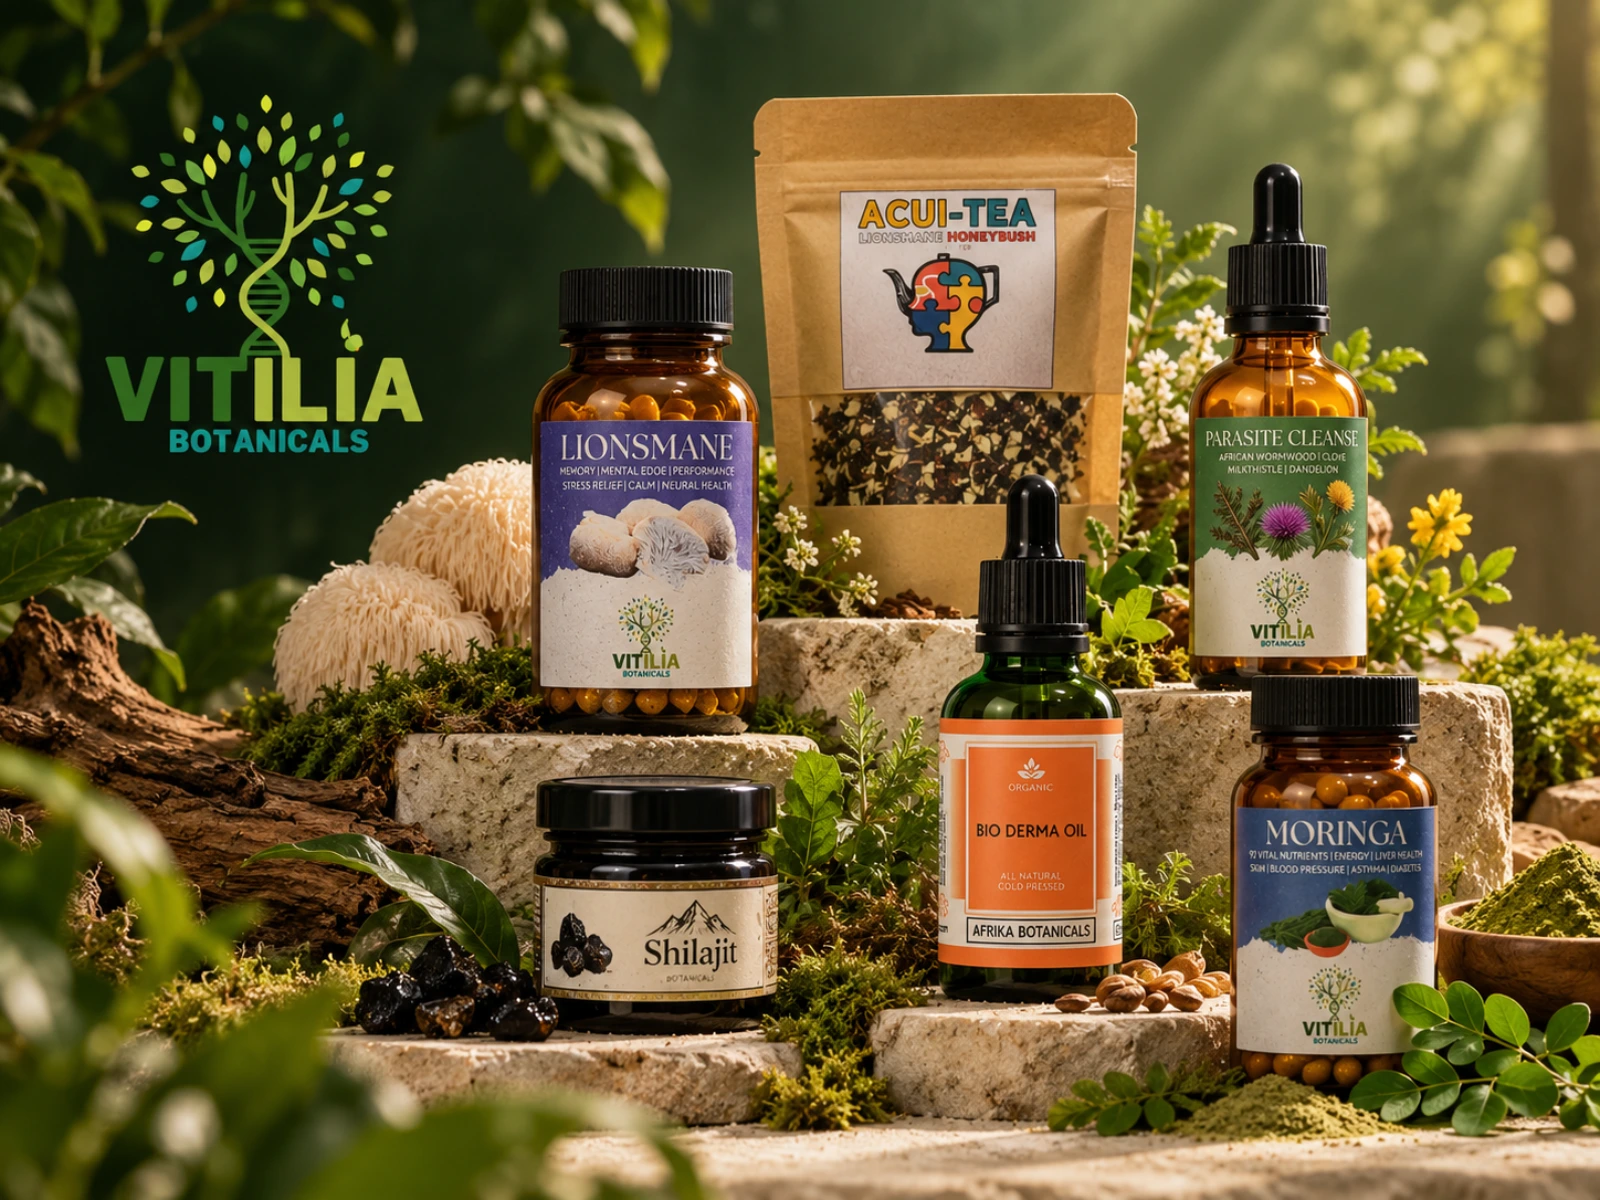 VITILIA
BOTANICALS
ACUI-TEA
LIONSMANE HONEYBUSH
LIONSMANE
MEMORY | MENTAL EDGE | PERFORMANCE
STRESS RELIEF | CALM | NEURAL HEALTH
VITILIA
BOTANICALS
PARASITE CLEANSE
AFRICAN WORMWOOD | CLOVE
MILKTHISTLE | DANDELION
VITILIA
BOTANICALS
Shilajit
BOTANICALS
ORGANIC
BIO DERMA OIL
ALL NATURAL
COLD PRESSED
AFRIKA BOTANICALS
MORINGA
VITAL NUTRIENTS | ENERGY | LIVER HEALTH
SKIN | BLOOD PRESSURE | ASTHMA | DIABETES
VITILIA
BOTANICALS